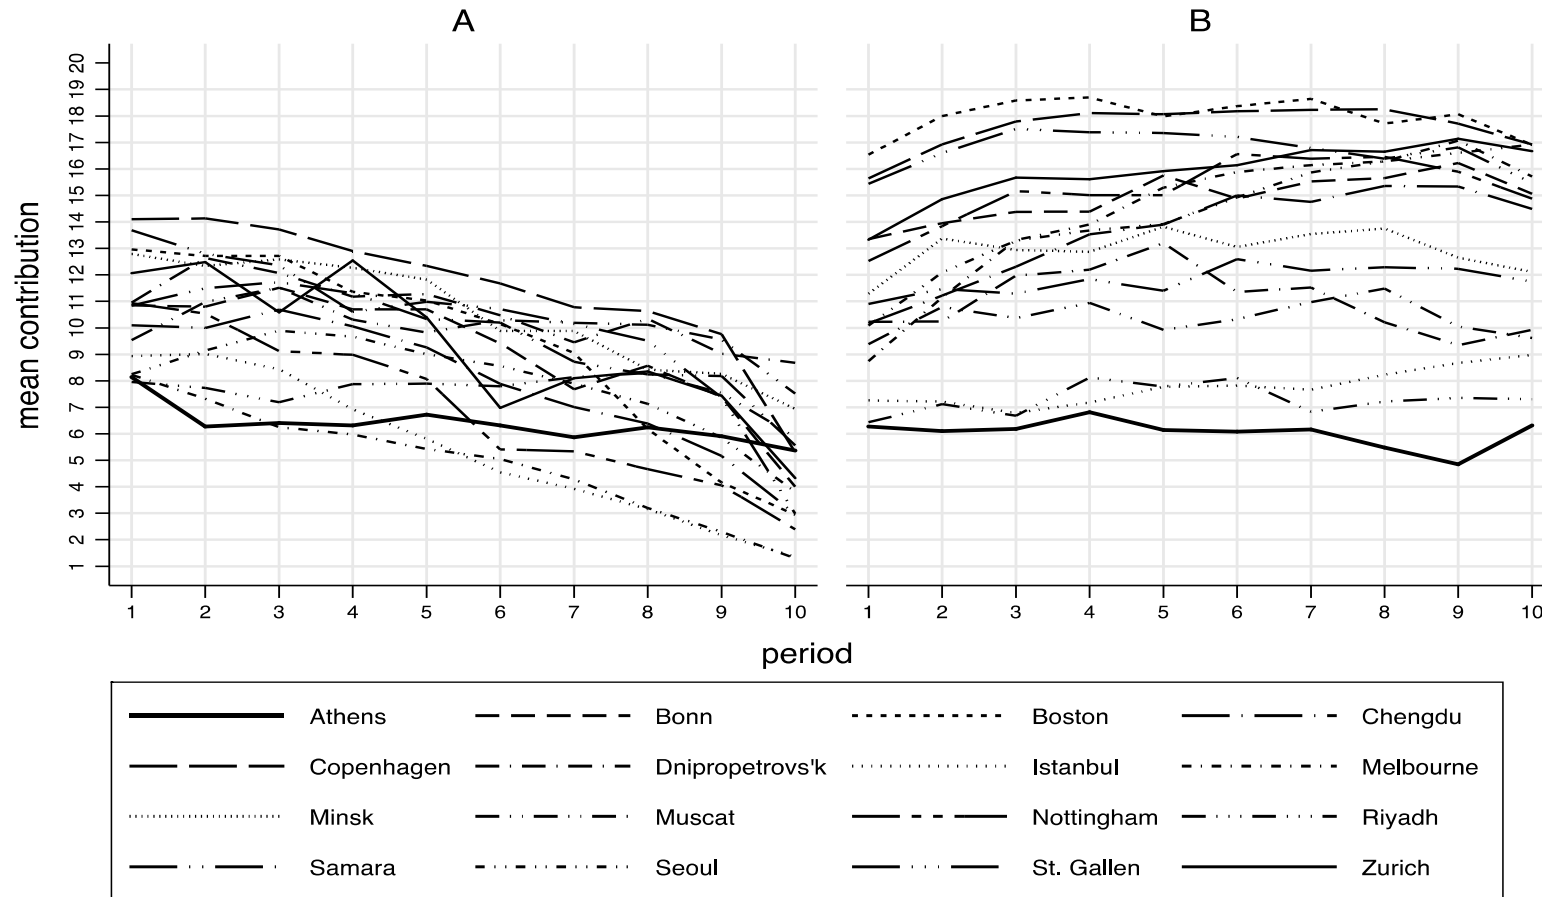 A B
mean contribution
20
19
18
17
16
15
14
13
12
11
10
9
8
7
6
5
4
3
2
1
1 2 3 4 5 6 7 8 9 10 1 2 3 4 5 6 7 8 9 10
period
Athens Bonn Boston Chengdu
Copenhagen Dnipropetrovs'k Istanbul Melbourne
Minsk Muscat Nottingham Riyadh
Samara Seoul St. Gallen Zurich